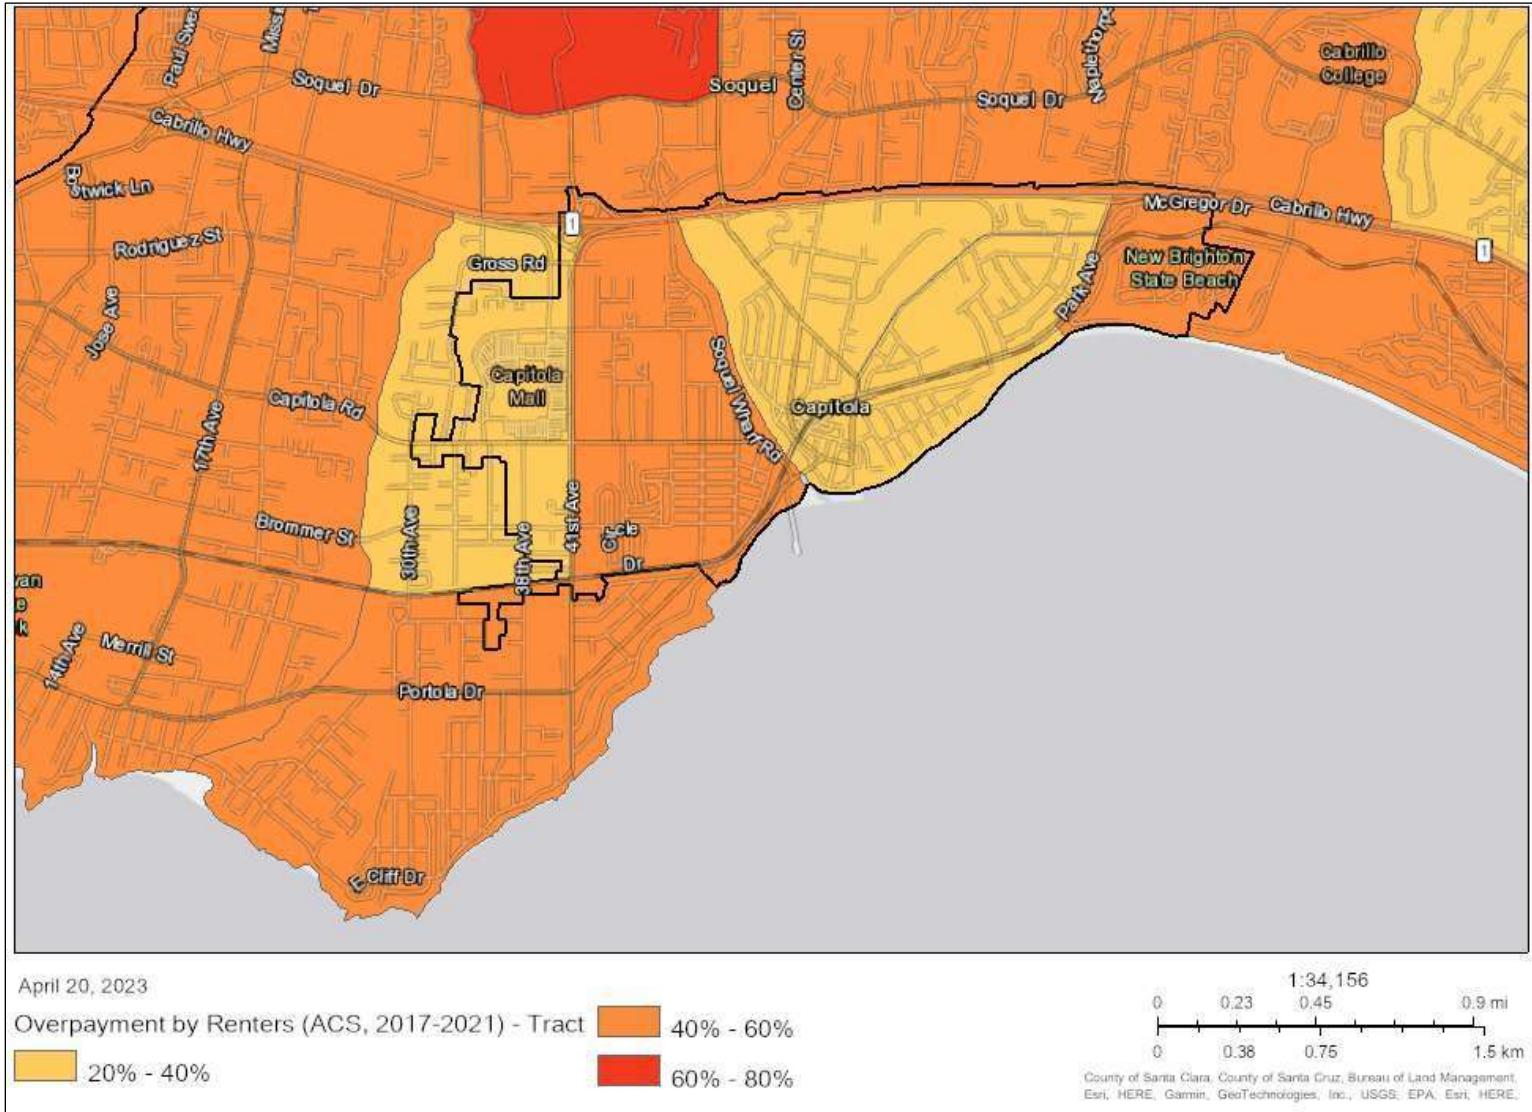 Soquel Dr
Soquel
Center St
Soquel Dr
Cabrillo
College
Cabrillo Hwy
Bostwick Ln
McGregor Dr
Cabrillo Hwy
1
1
Rodriguez St
Gross Rd
New Brighton
State Beach
Park Ave
Jose Ave
Capitola
Mall
Soquel Wharf Rd
Capitola Rd
Capitola
17th Ave
Brommer St
30th Ave
38th Ave
41st Ave
Circle
Dr
14th Ave
Merrill St
Portola Dr
E Cliff Dr
April 20, 2023
Overpayment by Renters (ACS, 2017-2021) - Tract
20% - 40%
40% - 60%
60% - 80%
1:34,156
0 0.23 0.45 0.9 mi
0 0.38 0.75 1.5 km
County of Santa Clara, County of Santa Cruz, Bureau of Land Management,
Esri, HERE, Garmin, GeoTechnologies, Inc., USGS, EPA, Esri, HERE,